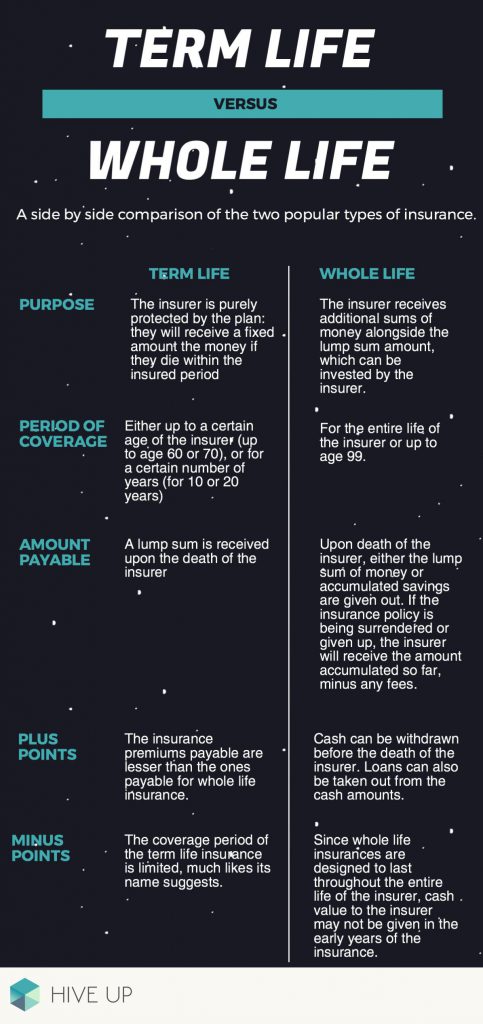 TERM LIFE
VERSUS
WHOLE LIFE
A side by side comparison of the two popular types of insurance.
TERM LIFE
WHOLE LIFE
PURPOSE
The insurer is purely
protected by the plan:
they will receive a fixed
amount the money if
they die within the
insured period
The insurer receives
additional sums of
money alongside the
lump sum amount,
which can be
invested by the
insurer.
PERIOD OF
COVERAGE
Either up to a certain
age of the insurer (up
to age 60 or 70), or for
a certain number of
years (for 10 or 20
years)
For the entire life of
the insurer or up to
age 99.
AMOUNT
PAYABLE
A lump sum is received
upon the death of the
insurer
Upon death of the
insurer, either the lump
sum of money or
accumulated savings
are given out. If the
insurance policy is
being surrendered or
given up, the insurer
will receive the amount
accumulated so far,
minus any fees.
PLUS
POINTS
The insurance
premiums payable are
lesser than the ones
payable for whole life
insurance.
Cash can be withdrawn
before the death of the
insurer. Loans can also
be taken out from the
cash amounts.
MINUS
POINTS
The coverage period of
the term life insurance
is limited, much likes its
name suggests.
Since whole life
insurances are
designed to last
throughout the entire
life of the insurer, cash
value to the insurer
may not be given in the
early years of the
insurance.
HIVE UP